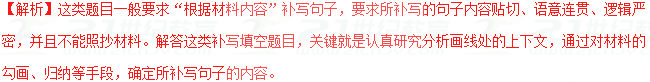 【解析】这类题目一般要求“根据材料内容”补写句子，要求所补写的句子内容贴切、语意连贯、逻辑严
密，并且不能照抄材料。解答这类补写填空题目，关键就是认真研究分析画线处的上下文，通过对材料的
勾画、归纳等手段，确定所补写句子的内容。